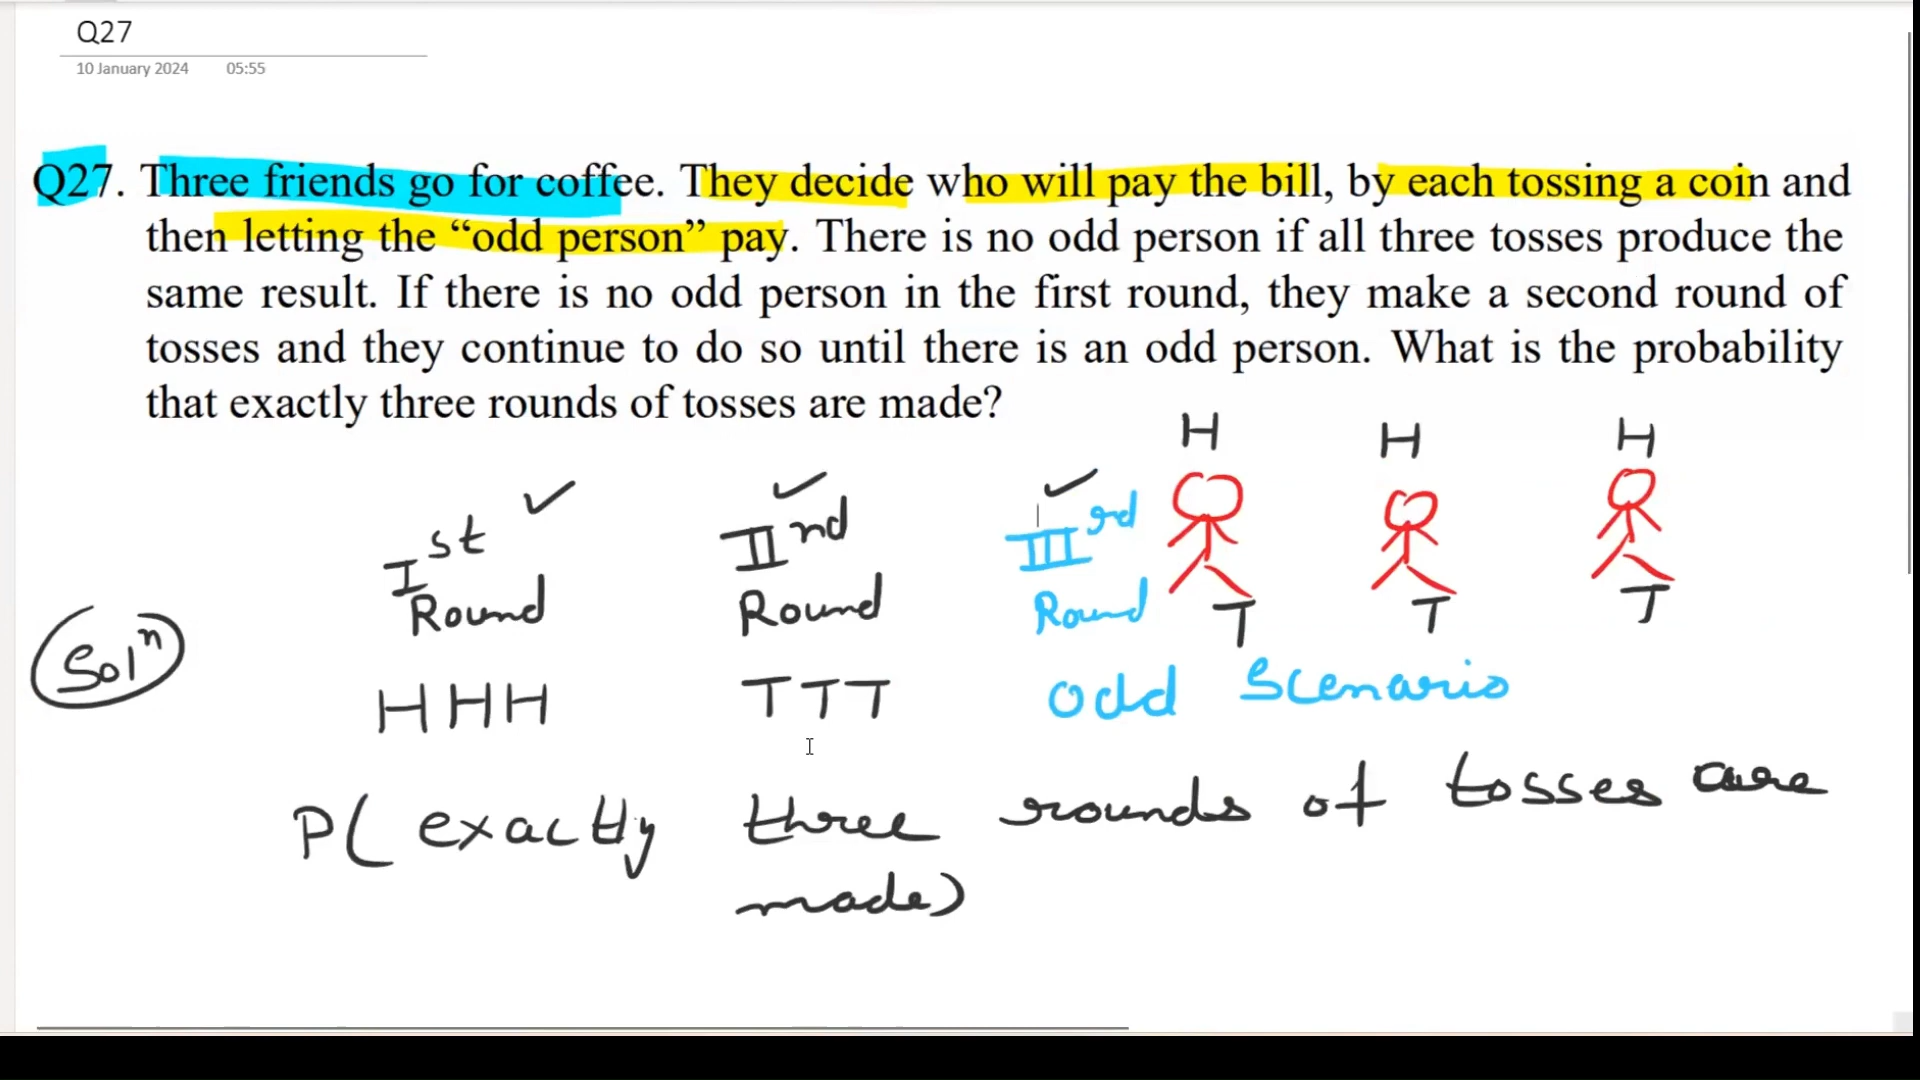 Q27
10 January 2024 05:55
Q27. Three friends go for coffee. They decide who will pay the bill, by each tossing a coin and
then letting the “odd person” pay. There is no odd person if all three tosses produce the
same result. If there is no odd person in the first round, they make a second round of
tosses and they continue to do so until there is an odd person. What is the probability
that exactly three rounds of tosses are made?
H H H
Ist IInd IIIrd
Round Round Round T T T
Soln
HHH TTT Odd Scenario
P( exactly three rounds of tosses are
made)